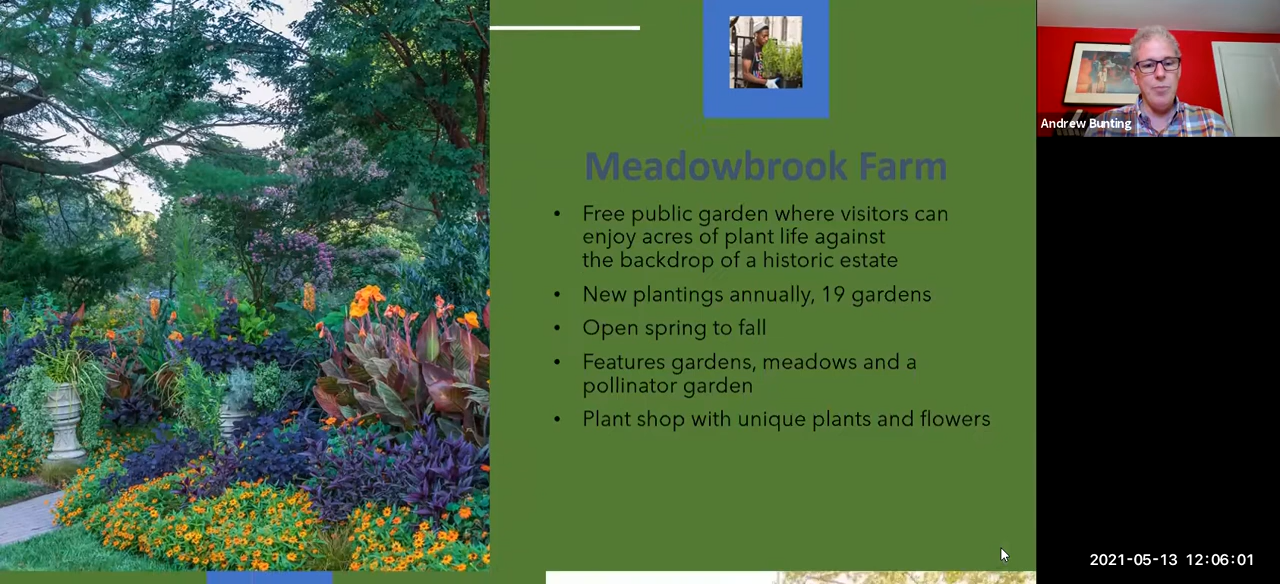 Meadowbrook Farm
• Free public garden where visitors can
enjoy acres of plant life against
the backdrop of a historic estate
• New plantings annually, 19 gardens
• Open spring to fall
• Features gardens, meadows and a
pollinator garden
• Plant shop with unique plants and flowers
Andrew Bunting
2021-05-13 12:06:01